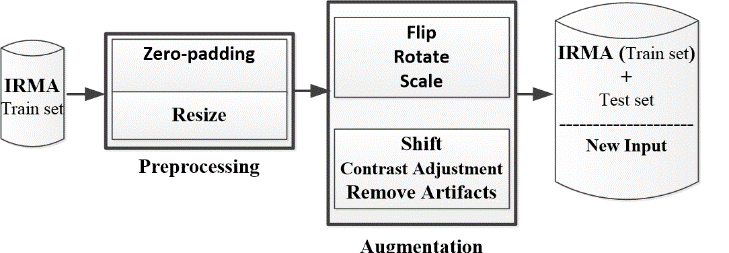 IRMA
Train set
Zero-padding
Resize
Preprocessing
Flip
Rotate
Scale
Shift
Contrast Adjustment
Remove Artifacts
Augmentation
IRMA (Train set)
+
Test set
--------------------
New Input